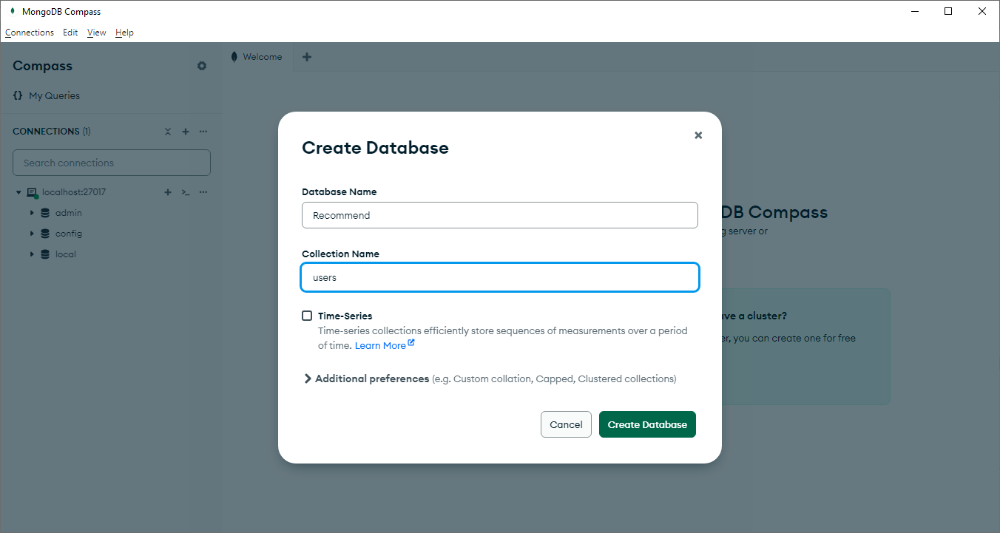 MongoDB Compass
Connections Edit View Help
Compass
Welcome
{} My Queries
CONNECTIONS (1)
Search connections
localhost:27017
admin
config
local
Create Database
Database Name
Recommend
Collection Name
users
Time-Series
Time-series collections efficiently store sequences of measurements over a period
of time. Learn More
Additional preferences (e.g. Custom collation, Capped, Clustered collections)
Cancel Create Database
DB Compass
server or
a cluster?
you can create one for free